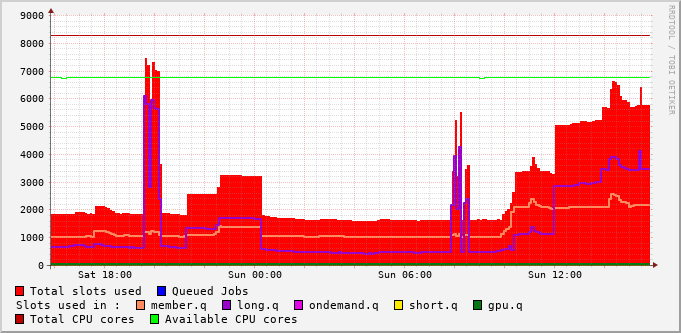 RRDTOOL / TOBI OETIKER
9000
8000
7000
6000
5000
4000
3000
2000
1000
0
Sat 18:00 Sun 00:00 Sun 06:00 Sun 12:00
Total slots used Queued Jobs
Slots used in : member.q long.q ondemand.q short.q gpu.q
Total CPU cores Available CPU cores